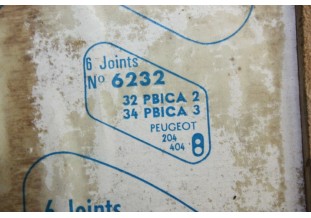 6 Joints
Nº 6232
32 PBICA 2
34 PBICA 3
PEUGEOT
204
404
8
6 Joints